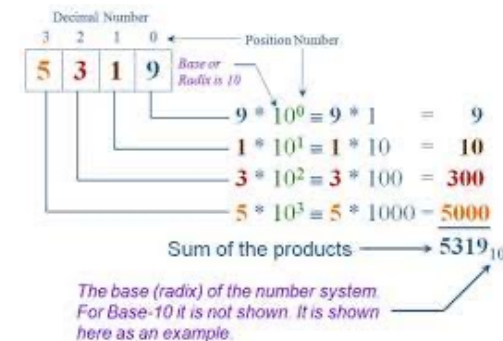 Decimal Number
3 2 1 0 Position Number
5 3 1 9 Base or
Radix is 10
9 * 10⁰ ≡ 9 * 1 = 9
1 * 10¹ ≡ 1 * 10 = 10
3 * 10² ≡ 3 * 100 = 300
5 * 10³ ≡ 5 * 1000 = 5000
Sum of the products 5319₁₀
The base (radix) of the number system.
For Base-10 it is not shown. It is shown
here as an example.